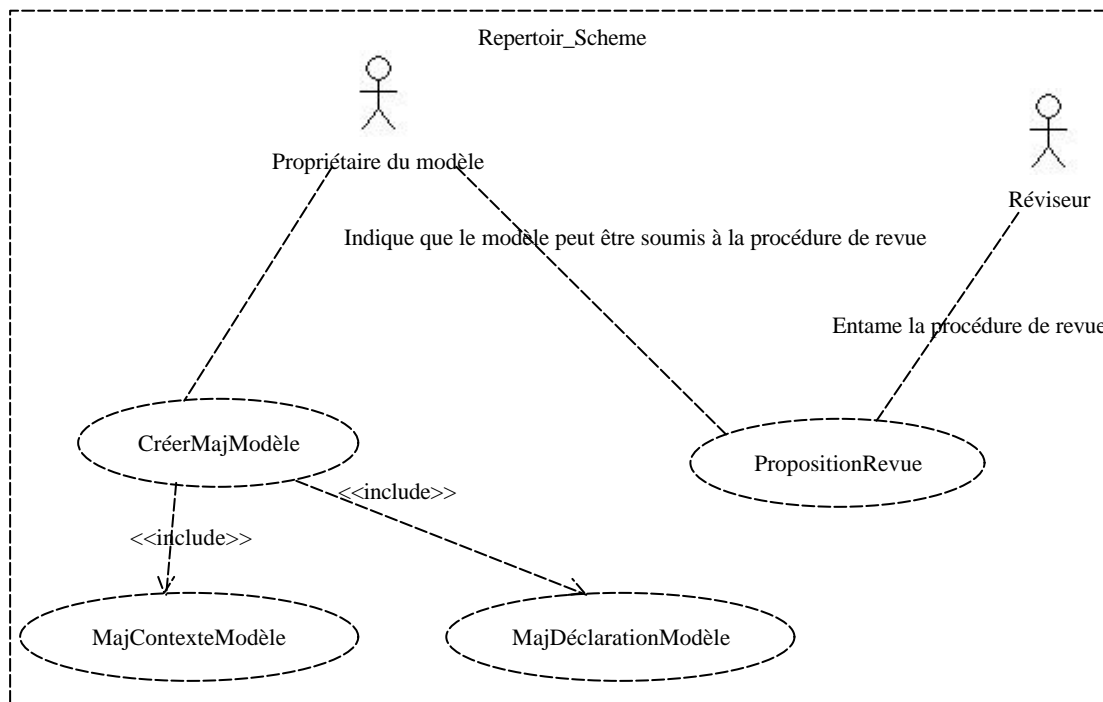 Repertoir_Scheme
Propriétaire du modèle
Réviseur
Indique que le modèle peut être soumis à la procédure de revue
Entame la procédure de revue
CréerMajModèle
PropositionRevue
<<include>>
<<include>>
MajContexteModèle
MajDéclarationModèle